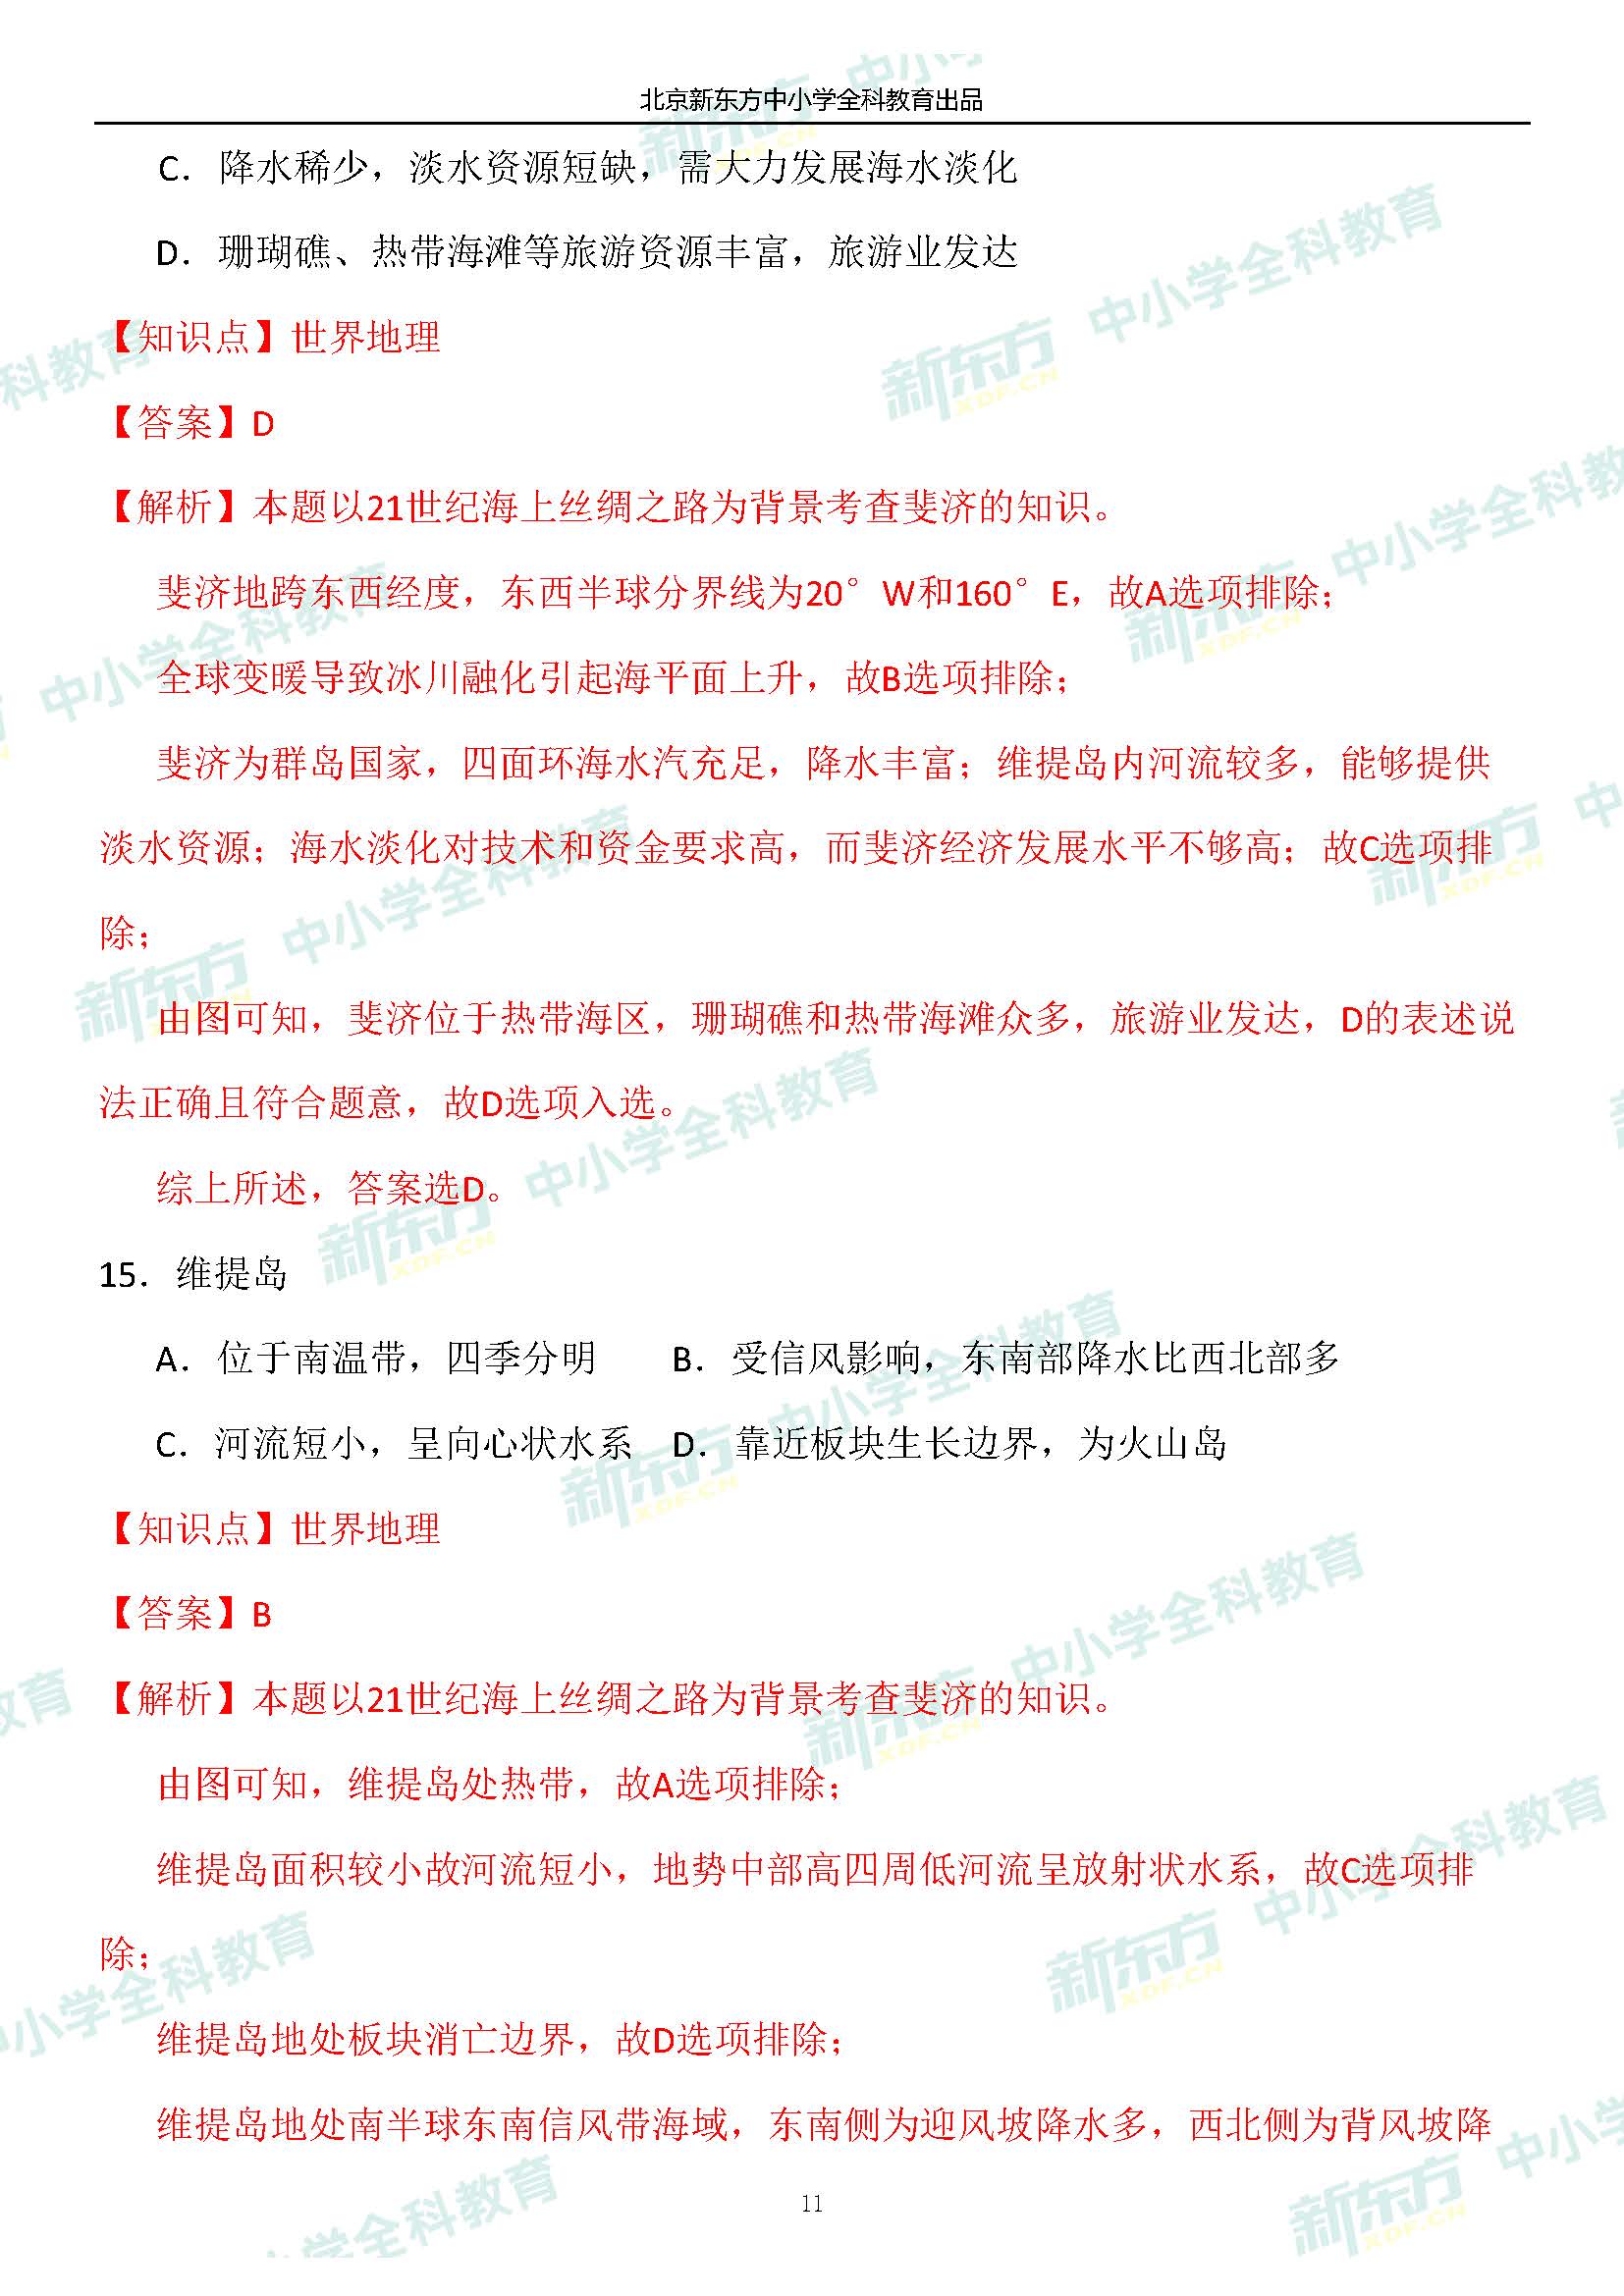 北京新东方中小学全科教育出品
C．降水稀少，淡水资源短缺，需大力发展海水淡化
D．珊瑚礁、热带海滩等旅游资源丰富，旅游业发达
【知识点】世界地理
【答案】D
【解析】本题以21世纪海上丝绸之路为背景考查斐济的知识。
斐济地跨东西经度，东西半球分界线为20°W和160°E，故A选项排除；
全球变暖导致冰川融化引起海平面上升，故B选项排除；
斐济为群岛国家，四面环海水汽充足，降水丰富；维提岛内河流较多，能够提供
淡水资源；海水淡化对技术和资金要求高，而斐济经济发展水平不够高；故C选项排
除；
由图可知，斐济位于热带海区，珊瑚礁和热带海滩众多，旅游业发达，D的表述说
法正确且符合题意，故D选项入选。
综上所述，答案选D。
15．维提岛
A．位于南温带，四季分明 B．受信风影响，东南部降水比西北部多
C．河流短小，呈向心状水系 D．靠近板块生长边界，为火山岛
【知识点】世界地理
【答案】B
【解析】本题以21世纪海上丝绸之路为背景考查斐济的知识。
由图可知，维提岛处热带，故A选项排除；
维提岛面积较小故河流短小，地势中部高四周低河流呈放射状水系，故C选项排
除；
维提岛地处板块消亡边界，故D选项排除；
维提岛地处南半球东南信风带海域，东南侧为迎风坡降水多，西北侧为背风坡降
11